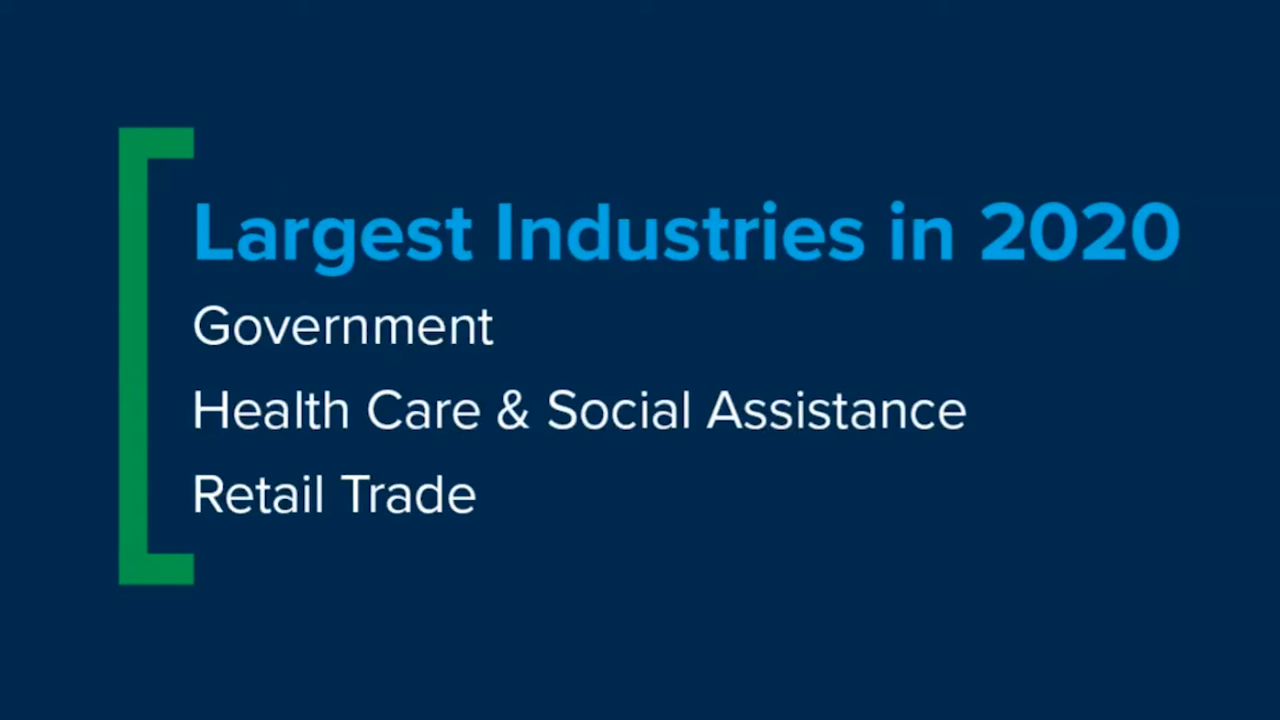 Largest Industries in 2020
Government
Health Care & Social Assistance
Retail Trade